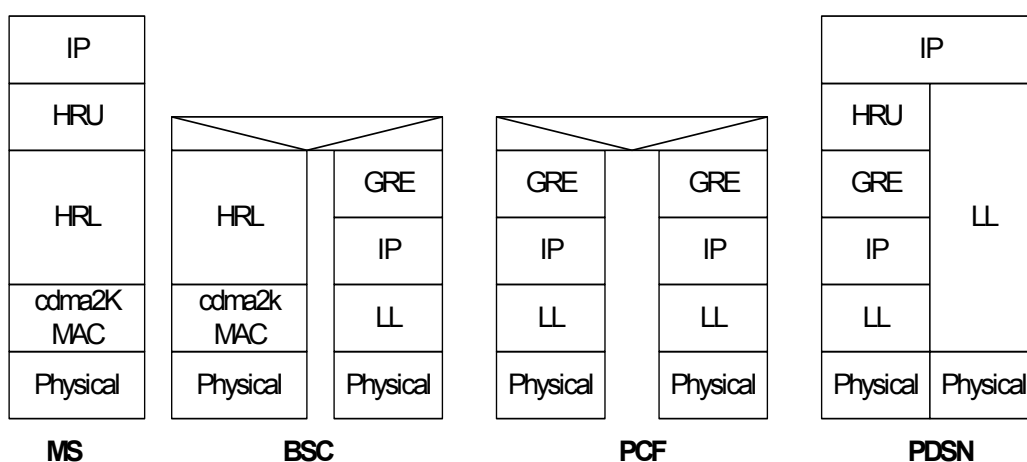 IP
HRU
HRL
cdma2K
MAC
Physical
MS
HRL
cdma2k
MAC
Physical
GRE
IP
LL
Physical
BSC
GRE
IP
LL
Physical
GRE
IP
LL
Physical
PCF
IP
HRU
GRE
IP
LL
Physical
LL
Physical
PDSN